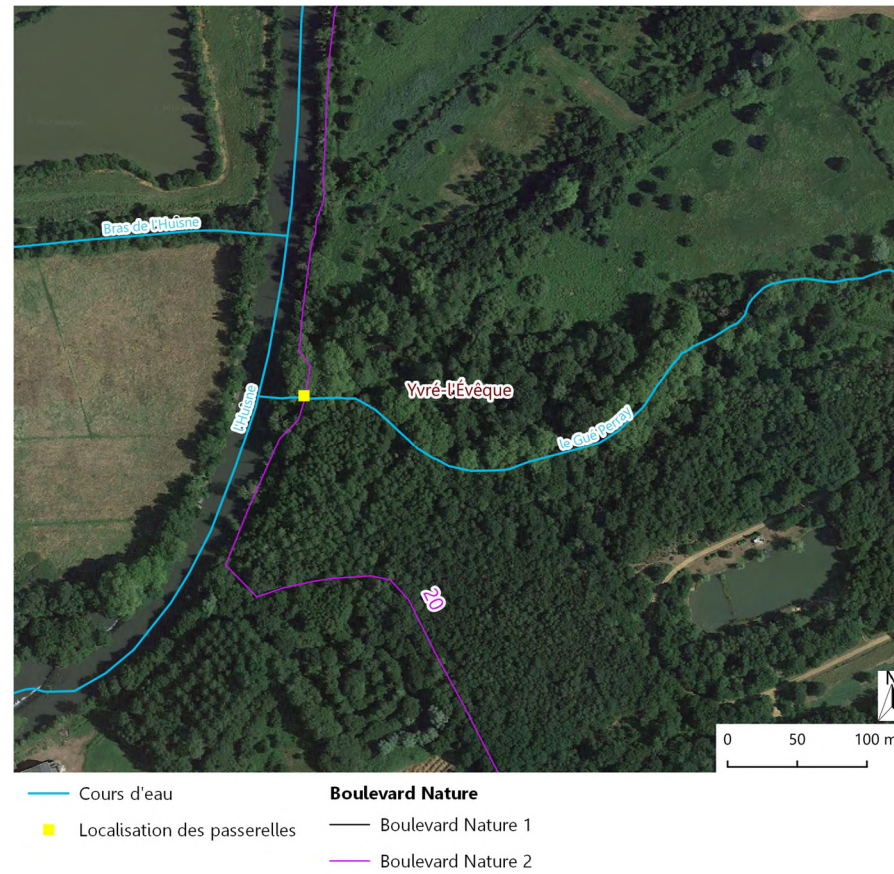 Bras de l'Huisne
l'Huisne
Yvré-l'Évêque
le Gué Perray
20
N
0 50 100 m
Cours d'eau
Localisation des passerelles
Boulevard Nature
Boulevard Nature 1
Boulevard Nature 2